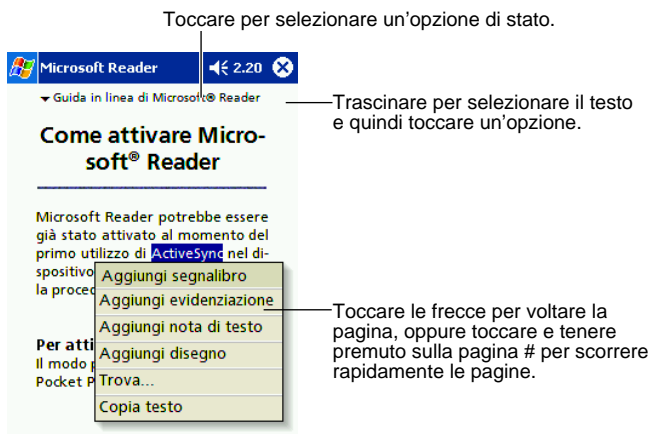 Toccare per selezionare un'opzione di stato.
Microsoft Reader 2.20
Guida in linea di Microsoft® Reader
Trascinare per selezionare il testo
e quindi toccare un'opzione.
Come attivare Micro-
soft® Reader
Microsoft Reader potrebbe essere
già stato attivato al momento del
primo utilizzo di ActiveSync nel di-
spositivo
la proced
Aggiungi segnalibro
Aggiungi evidenziazione
Aggiungi nota di testo
Aggiungi disegno
Trova...
Copia testo
Toccare le frecce per voltare la
pagina, oppure toccare e tenere
premuto sulla pagina # per scorrere
rapidamente le pagine.
Per atti
Il modo p
Pocket P